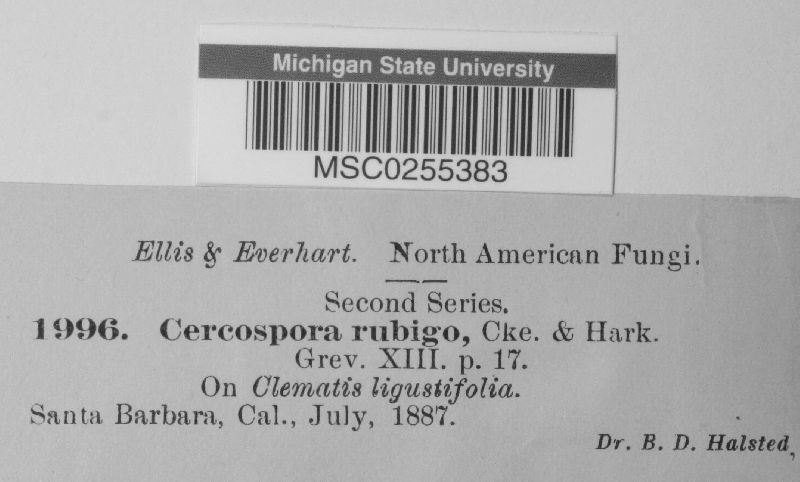 Michigan State University
MSC0255383
Ellis & Everhart. North American Fungi.
Second Series.
1996. Cercospora rubigo, Cke. & Hark.
Grev. XIII. p. 17.
On Clematis ligustifolia.
Santa Barbara, Cal., July, 1887.
Dr. B. D. Halsted,